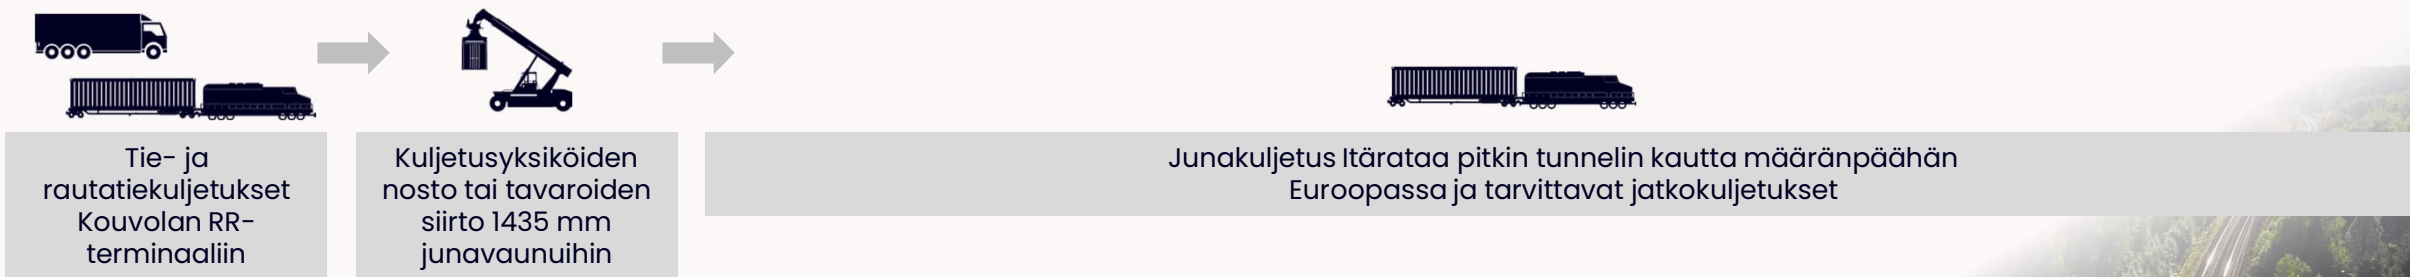 Tie- ja
rautatiekuljetukset
Kouvolan RR-
terminaaliin
Kuljetusyksiköiden
nosto tai tavaroiden
siirto 1435 mm
junavaunuihin
Junakuljetus Itärataa pitkin tunnelin kautta määränpäähän
Euroopassa ja tarvittavat jatkokuljetukset